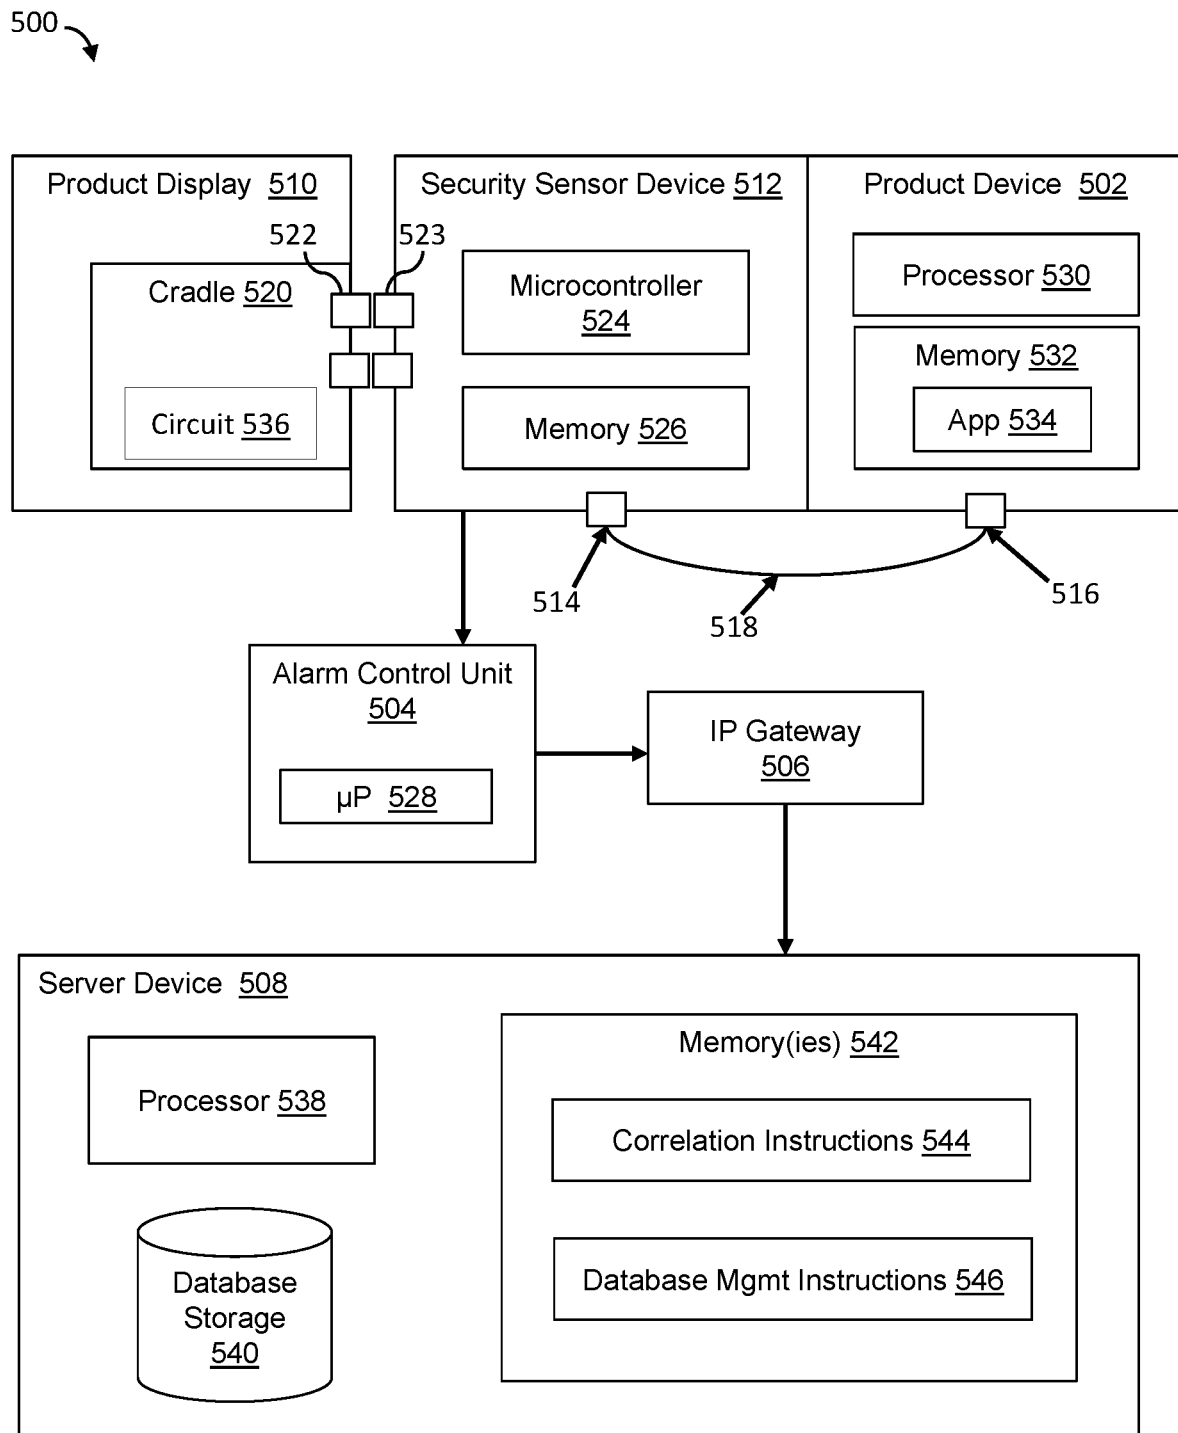 500
Product Display 510
Security Sensor Device 512
Product Device 502
522
523
Cradle 520
Circuit 536
Microcontroller
524
Memory 526
Processor 530
Memory 532
App 534
514
518
516
Alarm Control Unit
504
µP 528
IP Gateway
506
Server Device 508
Processor 538
Database
Storage
540
Memory(ies) 542
Correlation Instructions 544
Database Mgmt Instructions 546